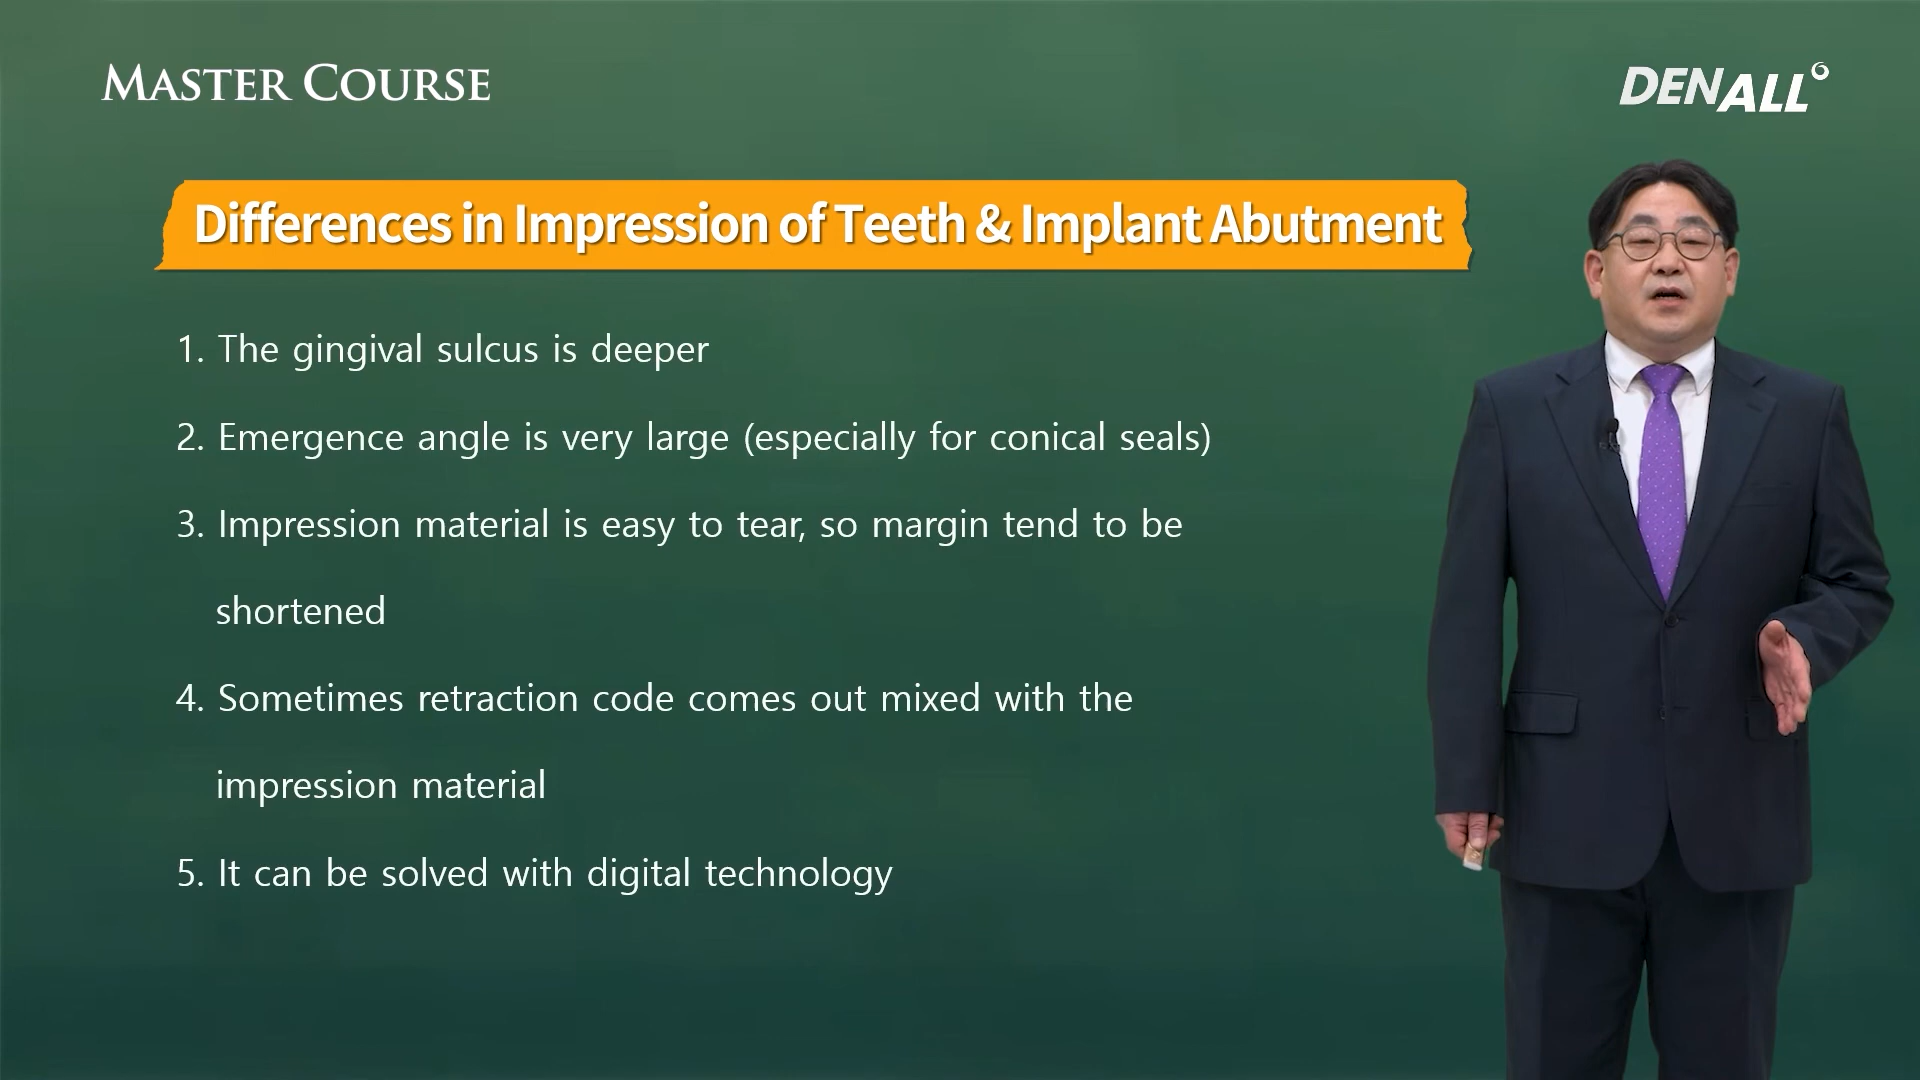 MASTER COURSE
DENALL
Differences in Impression of Teeth & Implant Abutment
1. The gingival sulcus is deeper
2. Emergence angle is very large (especially for conical seals)
3. Impression material is easy to tear, so margin tend to be
shortened
4. Sometimes retraction code comes out mixed with the
impression material
5. It can be solved with digital technology